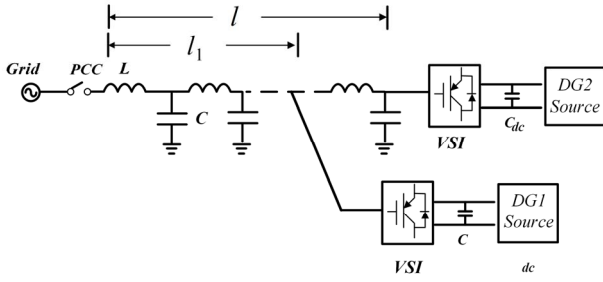 l
l1
Grid
PCC
L
C
VSI
Cdc
DG2
Source
VSI
C
DG1
Source
dc